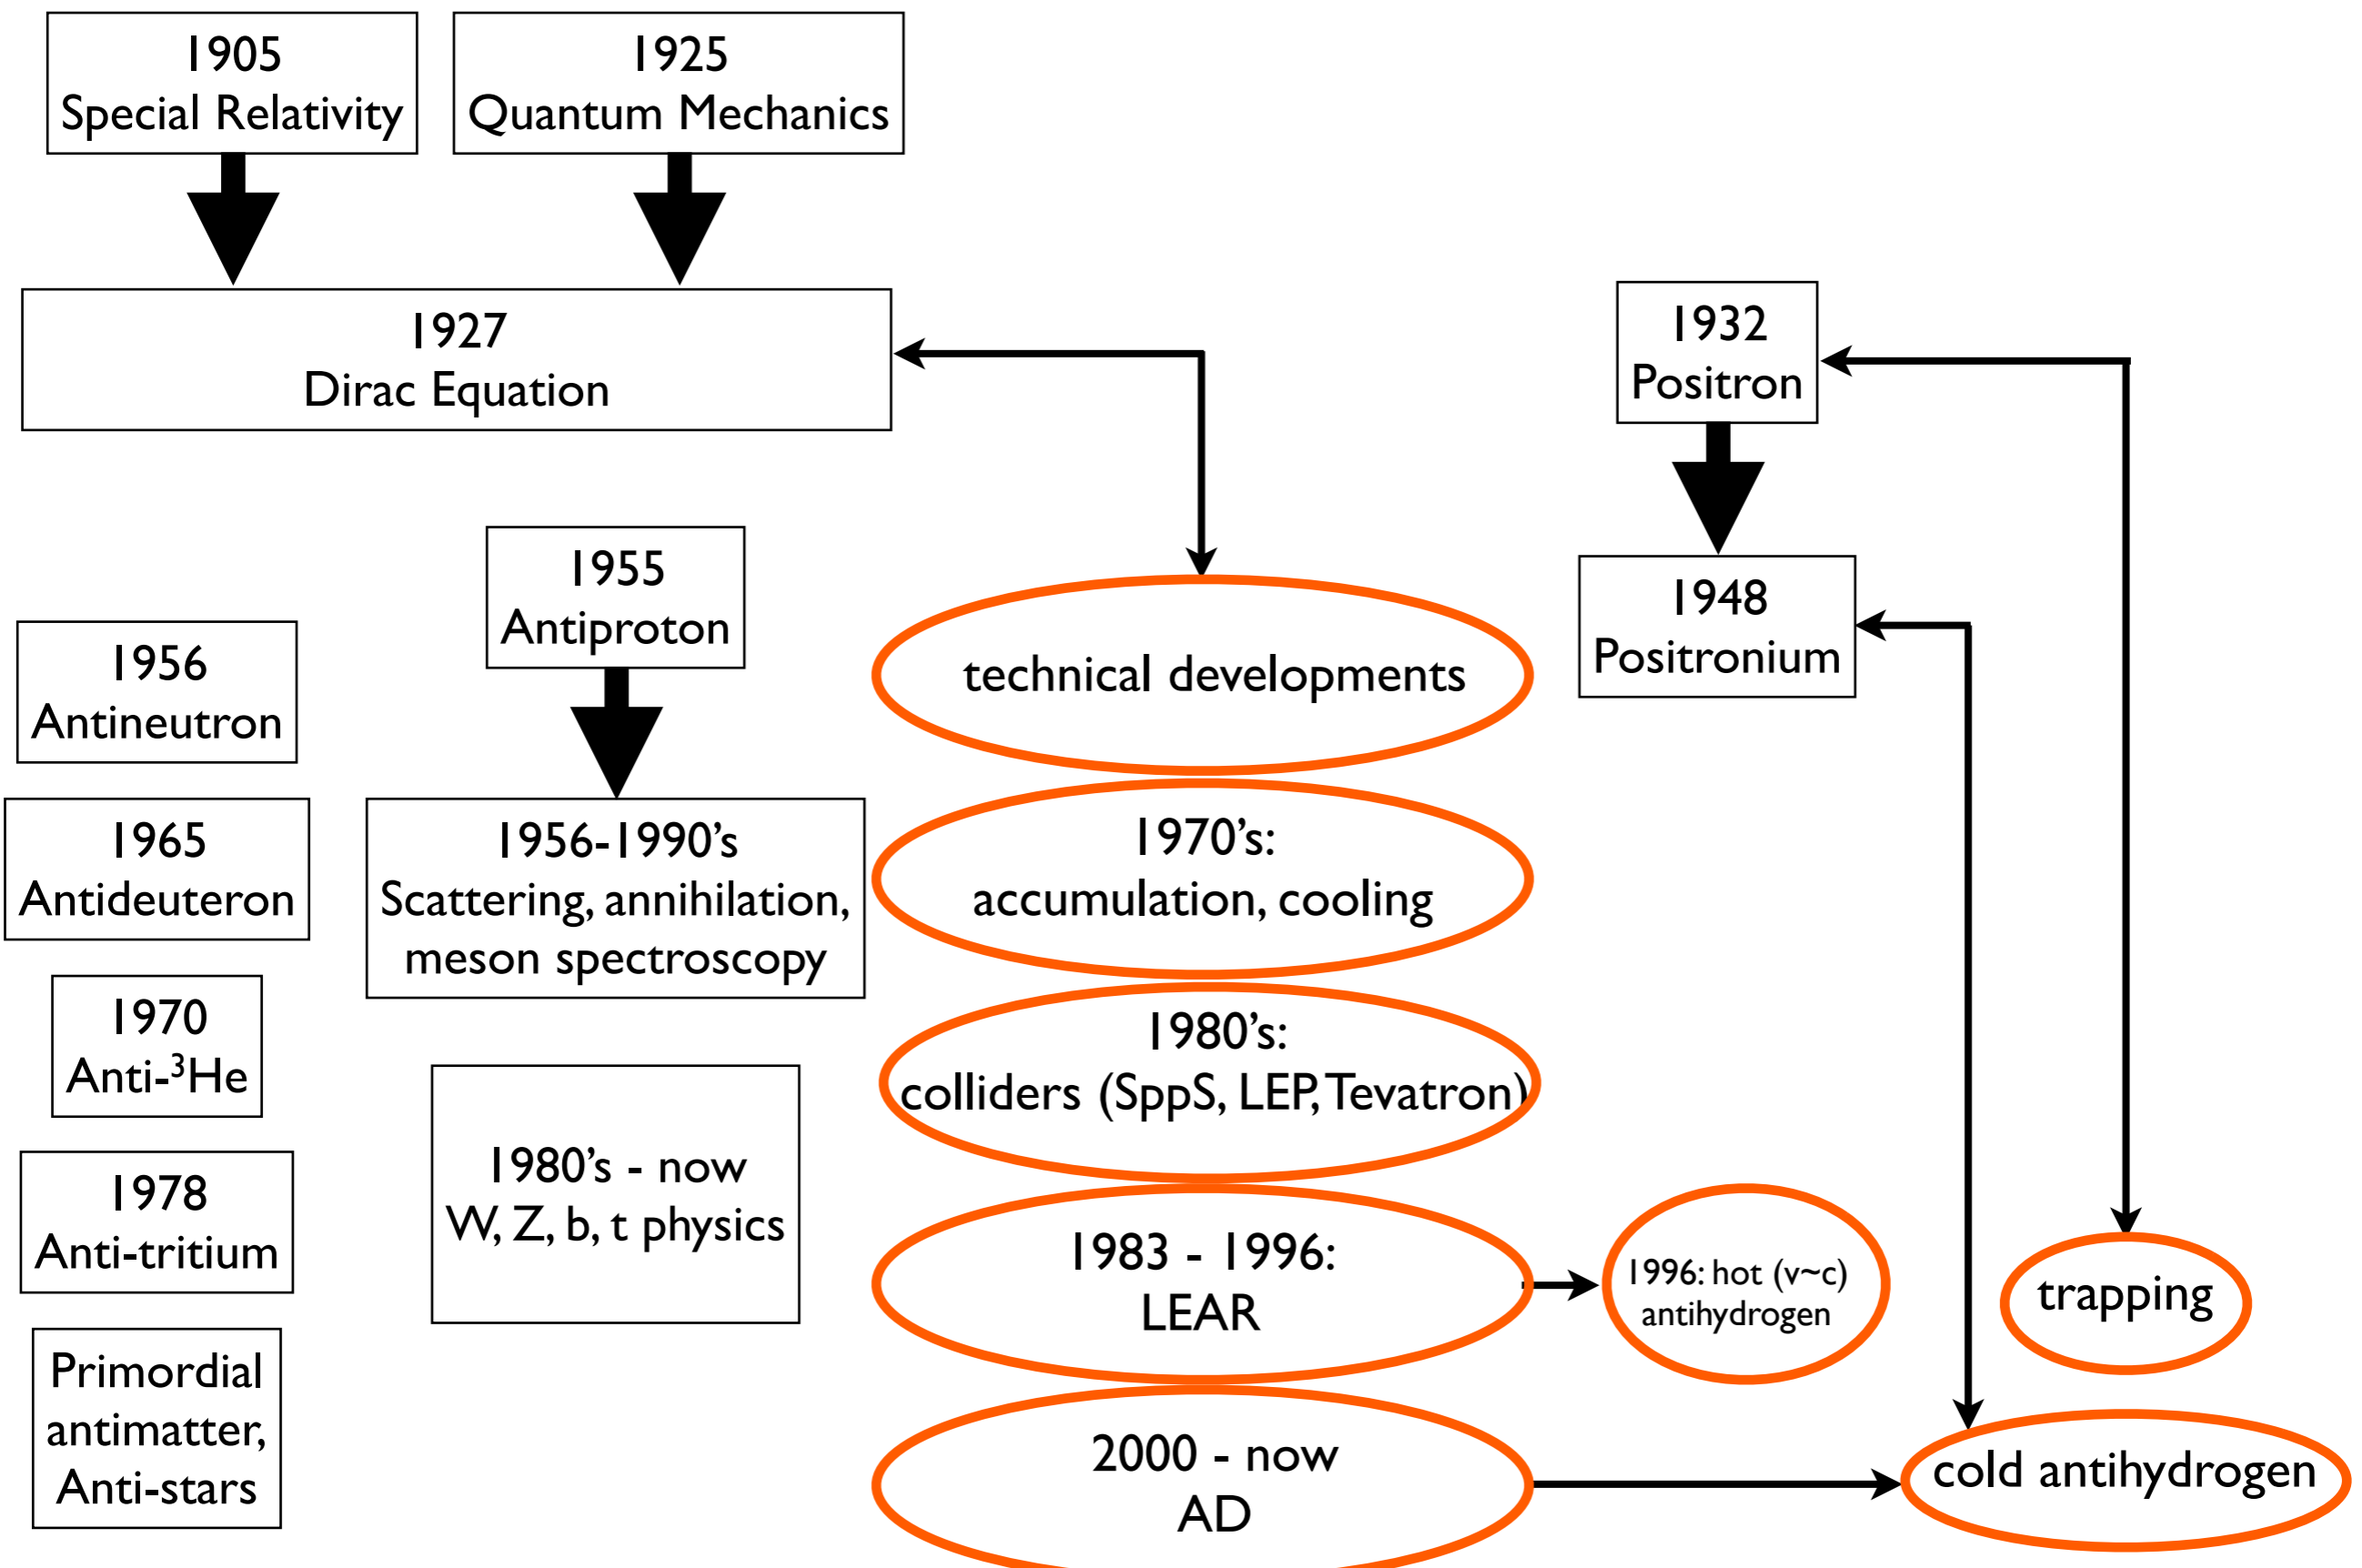 1905
Special Relativity
1925
Quantum Mechanics
1927
Dirac Equation
1932
Positron
1955
Antiproton
1948
Positronium
1956
Antineutron
technical developments
1965
Antideuteron
1956-1990’s
Scattering, annihilation,
meson spectroscopy
1970’s:
accumulation, cooling
1970
Anti-³He
1980’s:
colliders (SppS, LEP, Tevatron)
1978
Anti-tritium
1980’s - now
W, Z, b, t physics
1983 - 1996:
LEAR
1996: hot (v~c)
antihydrogen
trapping
Primordial
antimatter,
Anti-stars
2000 - now
AD
cold antihydrogen